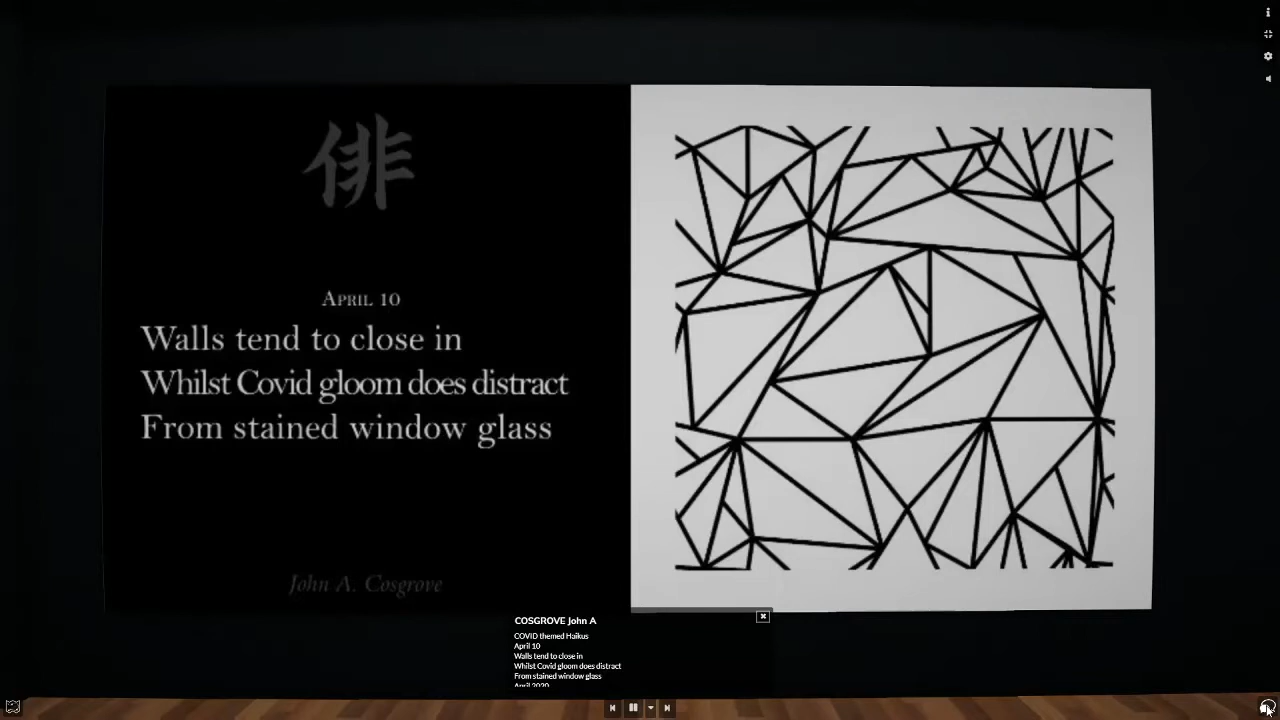 俳
April 10
Walls tend to close in
Whilst Covid gloom does distract
From stained window glass
John A. Cosgrove
COSGROVE John A
COVID themed Haikus
April 10
Walls tend to close in
Whilst Covid gloom does distract
From stained window glass
April 2020